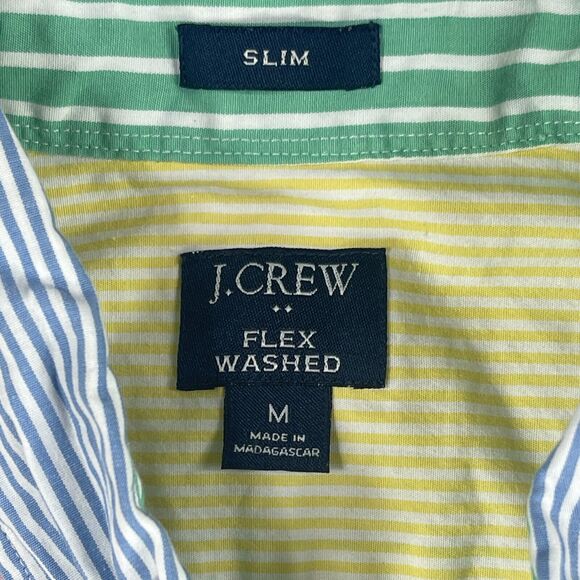 SLIM
J.CREW
FLEX
WASHED
M
MADE IN
MADAGASCAR